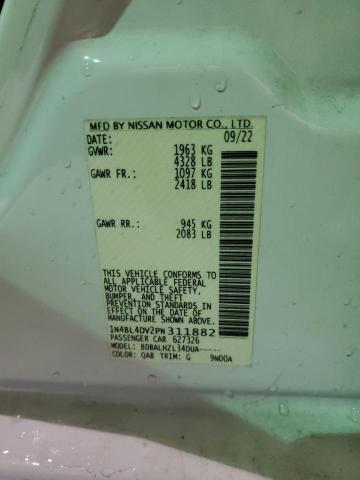 MFD BY NISSAN MOTOR CO., LTD.
DATE: 09/22
GVWR: 1963 KG
4328 LB
GAWR FR.: 1097 KG
2418 LB
GAWR RR.: 945 KG
2083 LB
THIS VEHICLE CONFORMS TO
ALL APPLICABLE FEDERAL
MOTOR VEHICLE SAFETY,
BUMPER, AND THEFT
PREVENTION STANDARDS IN
EFFECT ON THE DATE OF
MANUFACTURE SHOWN ABOVE.
1N4BL4DV2PN311882
PASSENGER CAR 627326
MODEL: BDBALHZL34DUA-----
COLOR: QAB TRIM: G 9N00A